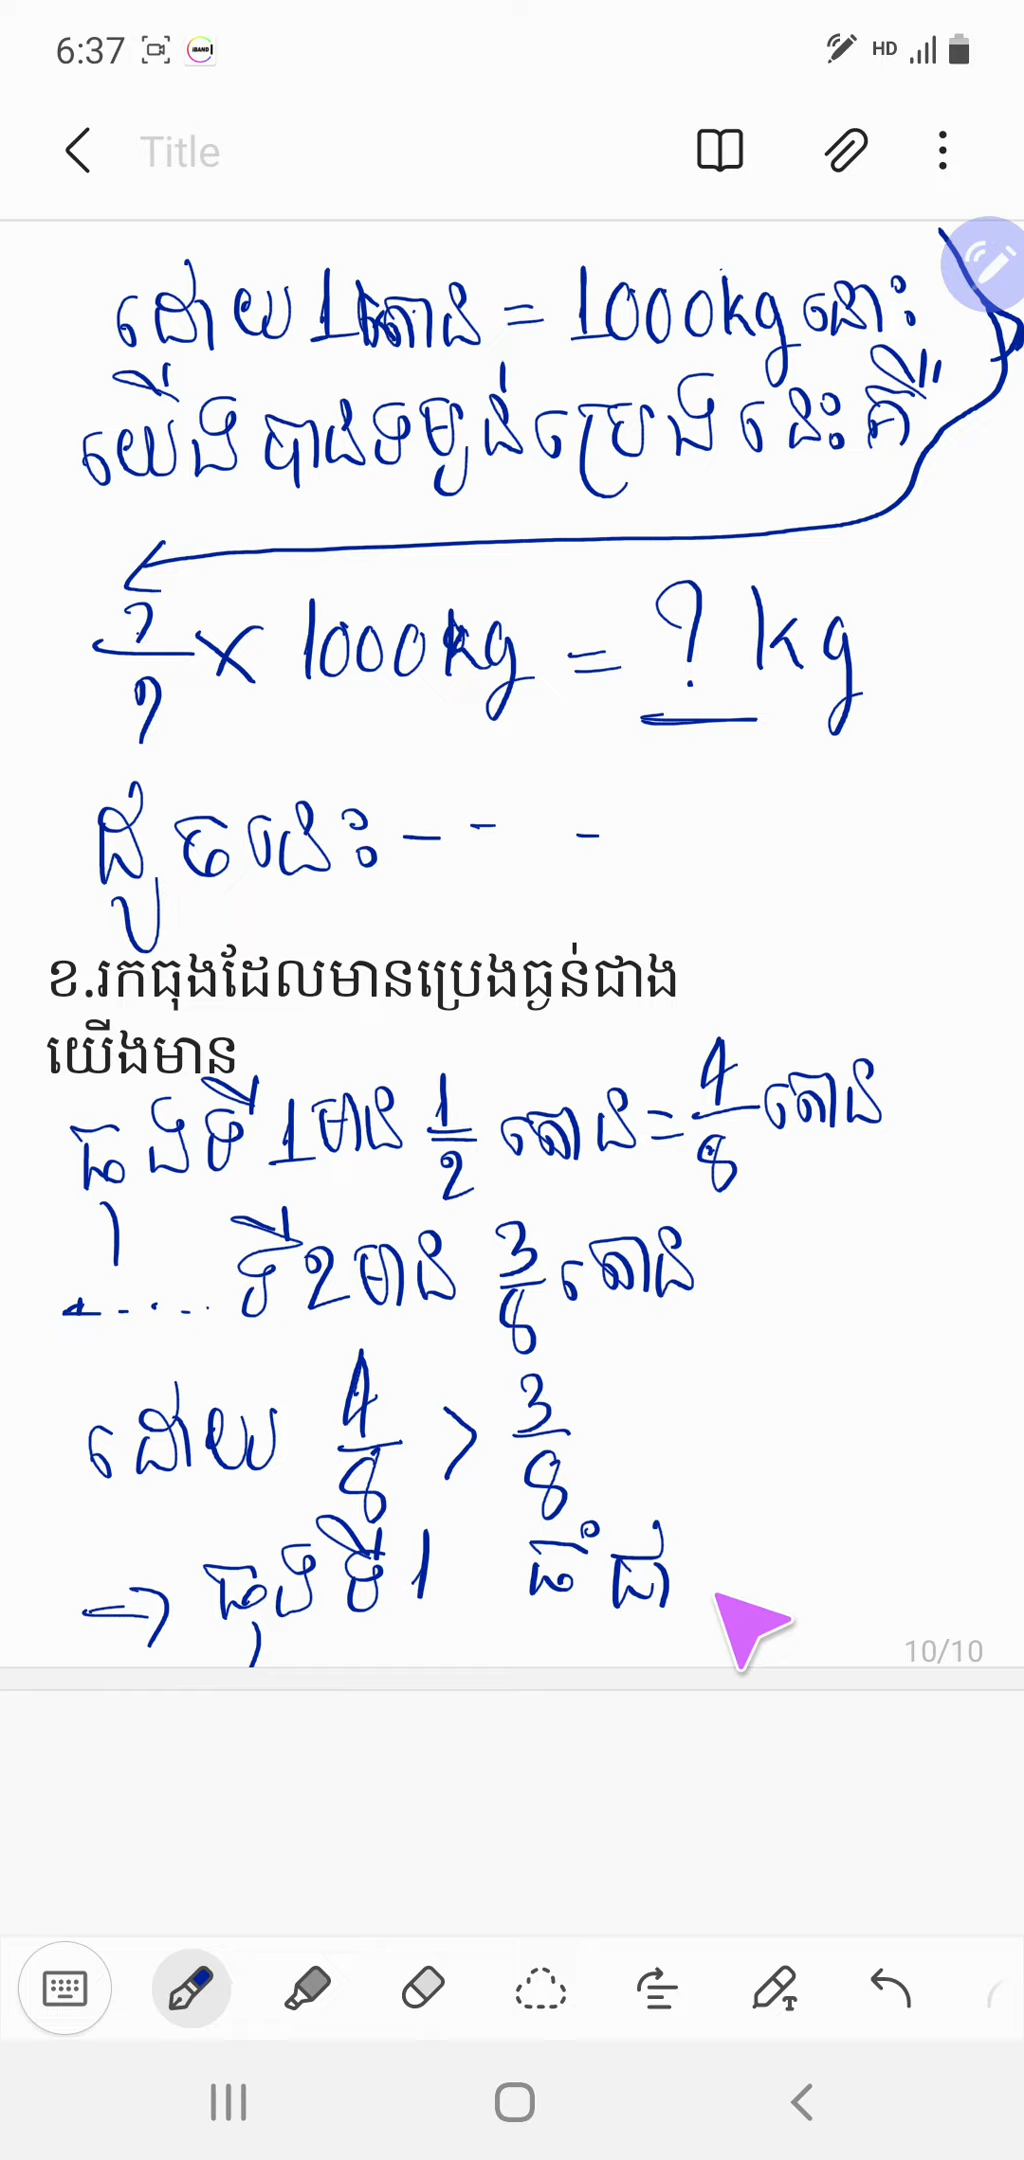 6:37 HD
Title
ដោយ 1តោន = 1000kg នោះ
យើងបានទម្ងន់ប្រេងនេះគឺ
?/? × 1000kg = ? kg
ដូចនេះ - - -
ខ.រកធុងដែលមានប្រេងធ្ងន់ជាង
យើងមាន
ធុងទី 1 មាន 1/2 តោន = 4/8 តោន
..... ទី 2 មាន 3/8 តោន
ដោយ 4/8 > 3/8
→ ធុងទី 1 ធំជា
10/10